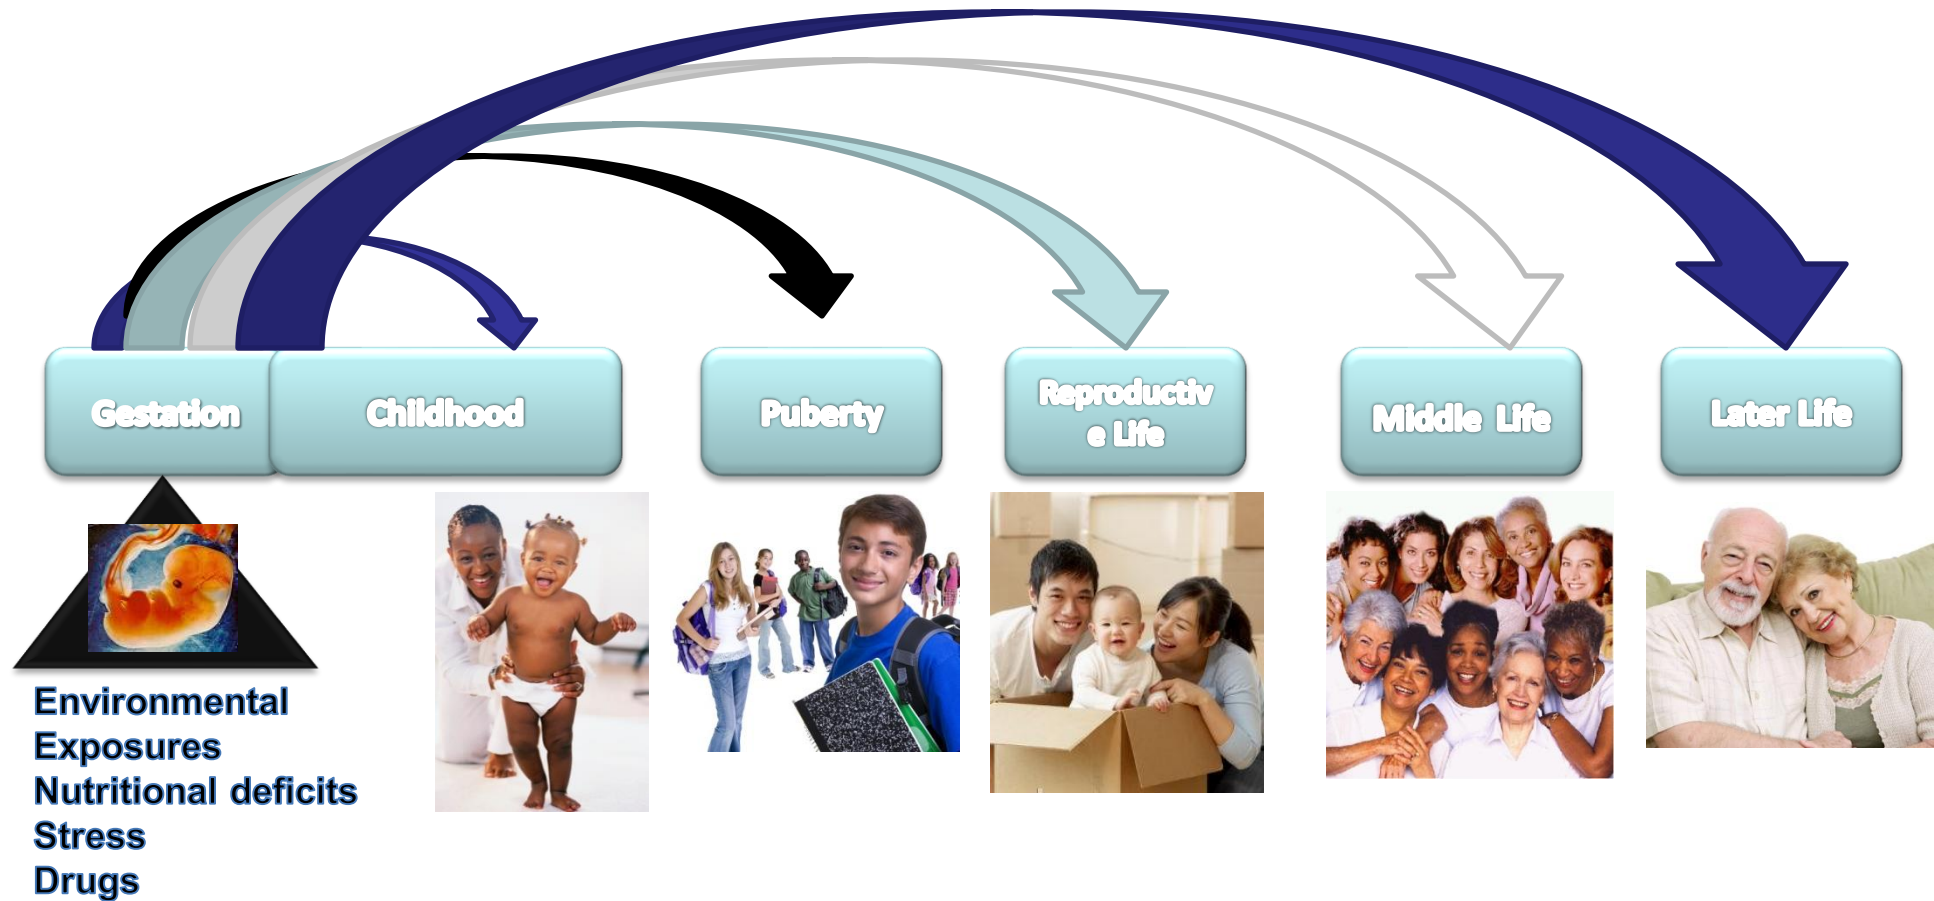 Gestation
Childhood
Puberty
Reproductiv
e Life
Middle Life
Later Life
Environmental
Exposures
Nutritional deficits
Stress
Drugs